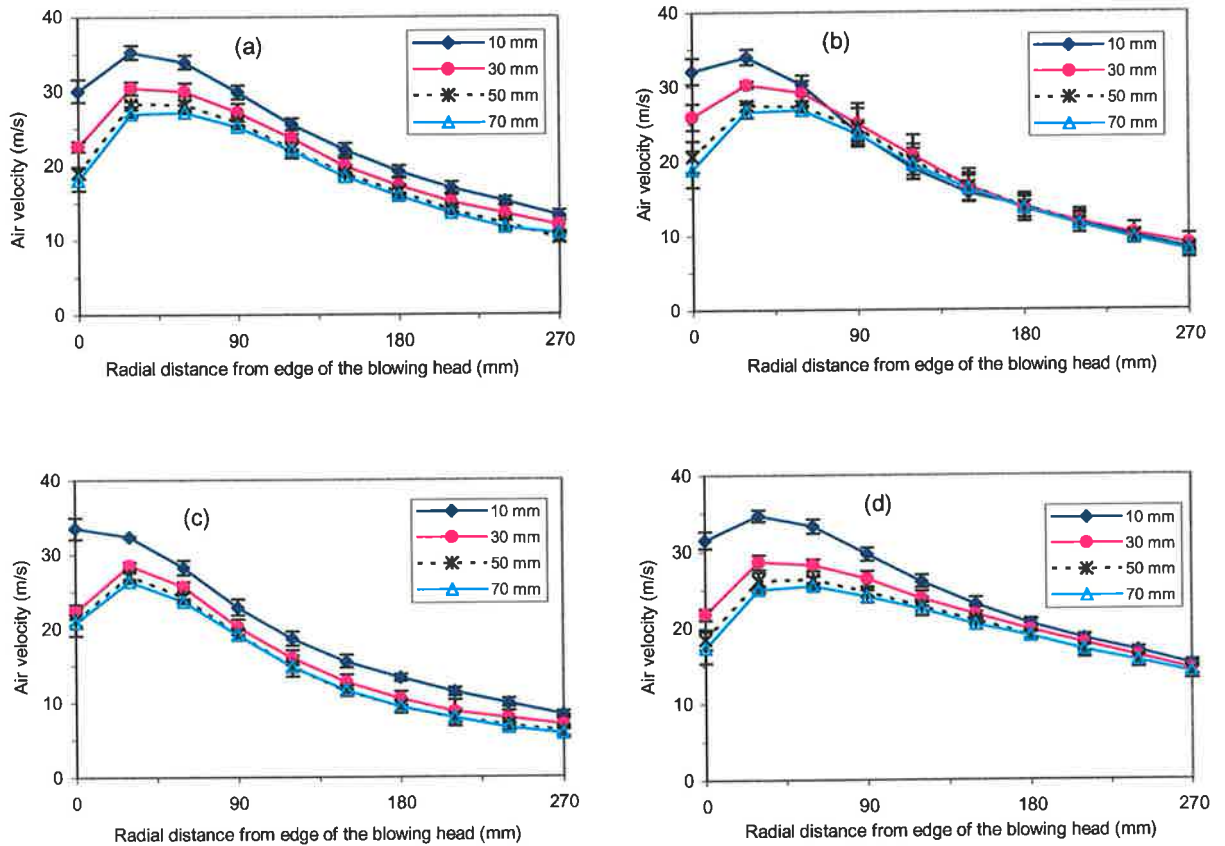 (a)
10 mm
30 mm
50 mm
70 mm
Air velocity (m/s)
40
30
20
10
0
0 90 180 270
Radial distance from edge of the blowing head (mm)
(b)
10 mm
30 mm
50 mm
70 mm
Air velocity (m/s)
40
30
20
10
0
0 90 180 270
Radial distance from edge of the blowing head (mm)
(c)
10 mm
30 mm
50 mm
70 mm
Air velocity (m/s)
40
30
20
10
0
0 90 180 270
Radial distance from edge of the blowing head (mm)
(d)
10 mm
30 mm
50 mm
70 mm
Air velocity (m/s)
40
30
20
10
0
0 90 180 270
Radial distance from edge of the blowing head (mm)